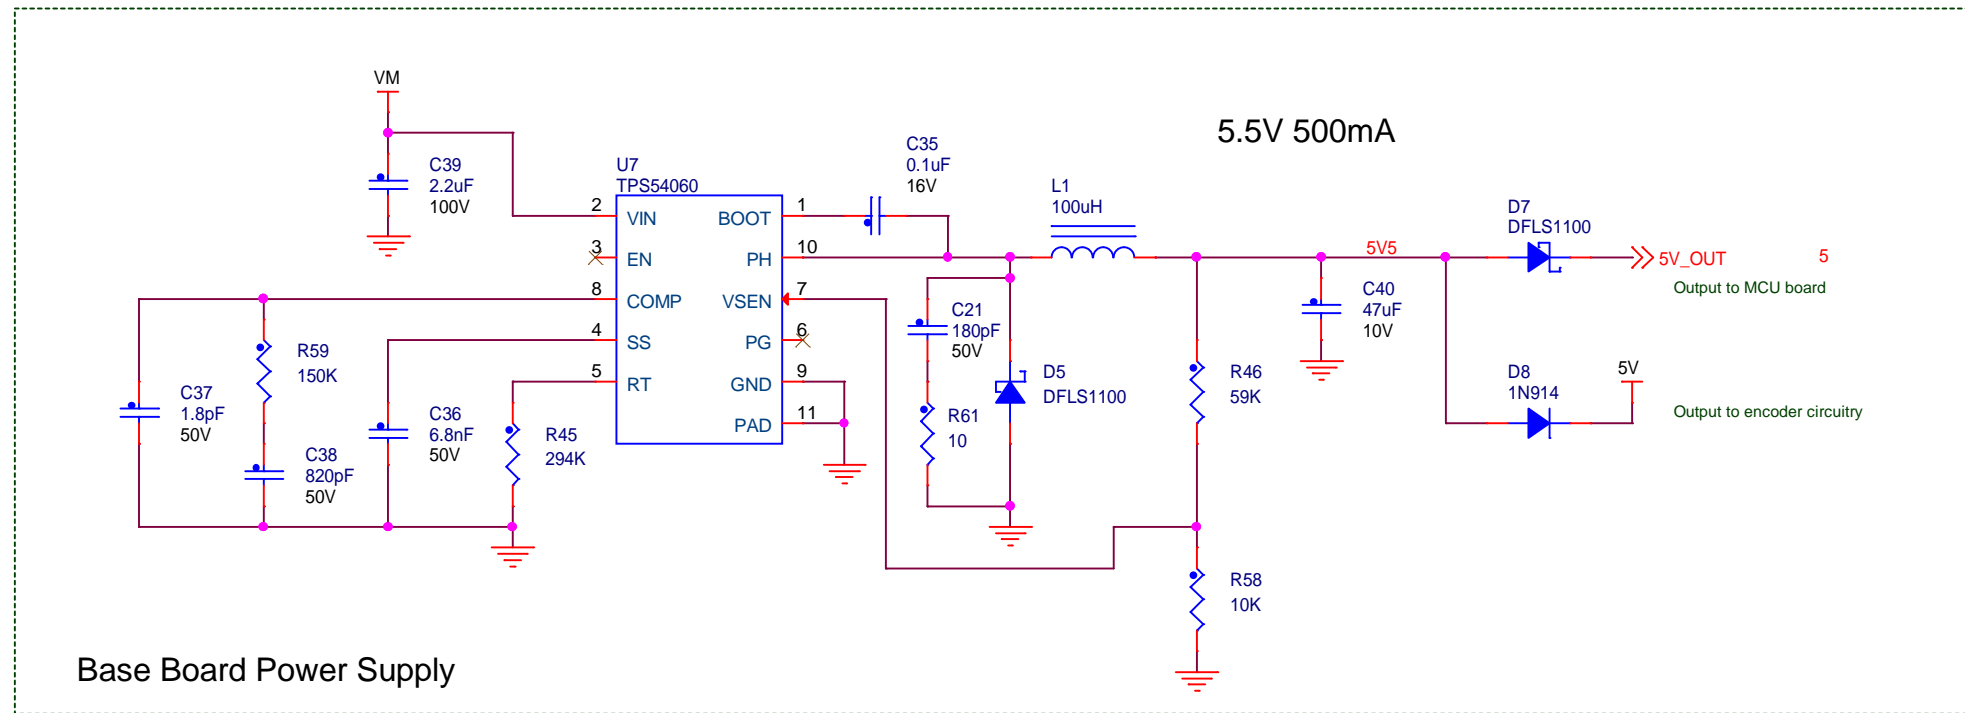 VM
5.5V 500mA
C39
2.2uF
100V
U7
TPS54060
C35
0.1uF
16V
L1
100uH
D7
DFLS1100
2 VIN
BOOT 1
3 EN
PH 10
8 COMP
VSEN 7
4 SS
PG 6
5 RT
GND 9
PAD 11
5V5
5V_OUT 5
Output to MCU board
C40
47uF
10V
C21
180pF
50V
R59
150K
C37
1.8pF
50V
C36
6.8nF
50V
R45
294K
C38
820pF
50V
R61
10
D5
DFLS1100
R46
59K
D8
1N914
5V
Output to encoder circuitry
R58
10K
Base Board Power Supply